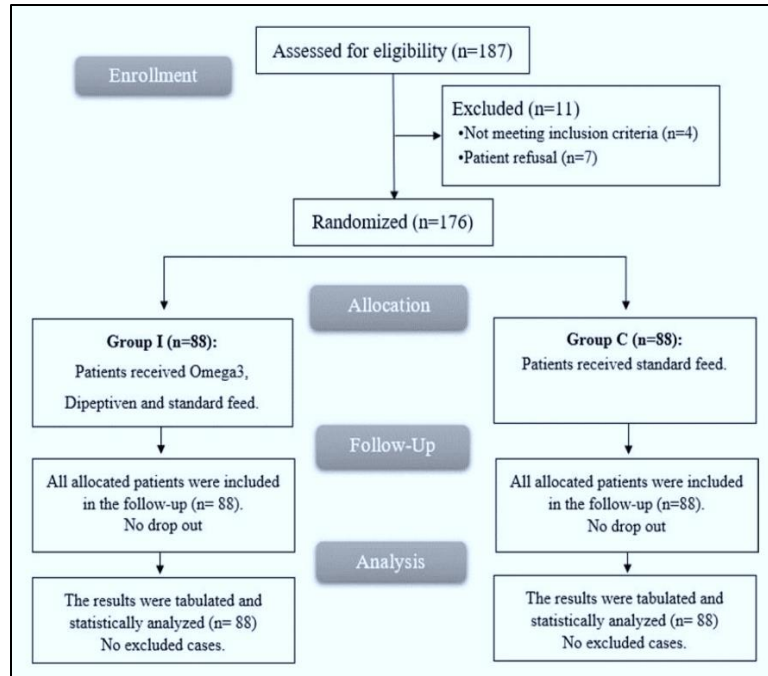 Assessed for eligibility (n=187)
Enrollment
Excluded (n=11)
•Not meeting inclusion criteria (n=4)
•Patient refusal (n=7)
Randomized (n=176)
Allocation
Group I (n=88):
Patients received Omega3,
Dipeptiven and standard feed.
Group C (n=88):
Patients received standard feed.
Follow-Up
All allocated patients were included
in the follow-up (n= 88).
No drop out
All allocated patients were included
in the follow-up (n=88).
No drop out
Analysis
The results were tabulated and
statistically analyzed (n= 88)
No excluded cases.
The results were tabulated and
statistically analyzed (n= 88)
No excluded cases.